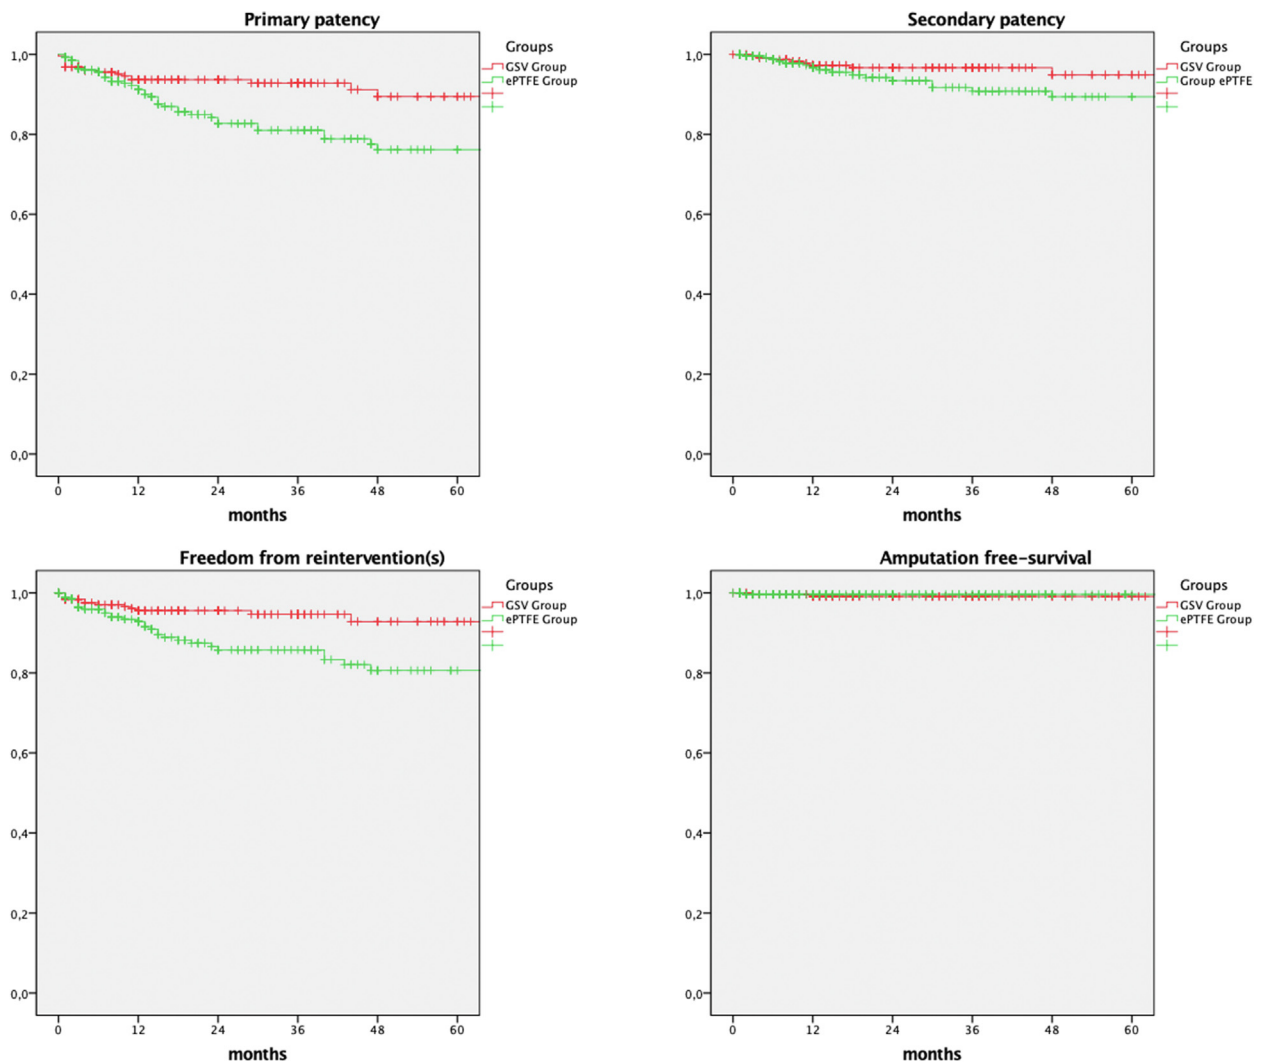 Primary patency
Groups
GSV Group
ePTFE Group
1,0
0,8
0,6
0,4
0,2
0,0
0 12 24 36 48 60
months
Secondary patency
Groups
GSV Group
Group ePTFE
1,0
0,8
0,6
0,4
0,2
0,0
0 12 24 36 48 60
months
Freedom from reintervention(s)
Groups
GSV Group
ePTFE Group
1,0
0,8
0,6
0,4
0,2
0,0
0 12 24 36 48 60
months
Amputation free-survival
Groups
GSV Group
ePTFE Group
1,0
0,8
0,6
0,4
0,2
0,0
0 12 24 36 48 60
months